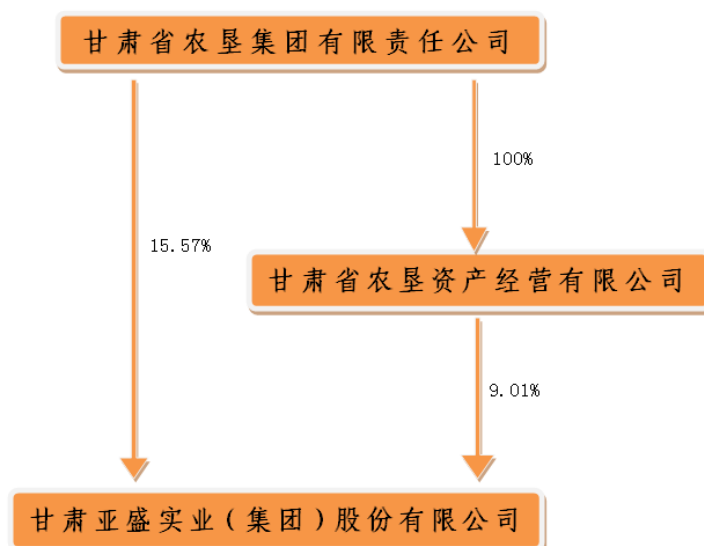 甘肃省农垦集团有限责任公司
100%
15.57%
甘肃省农垦资产经营有限公司
9.01%
甘肃亚盛实业(集团)股份有限公司